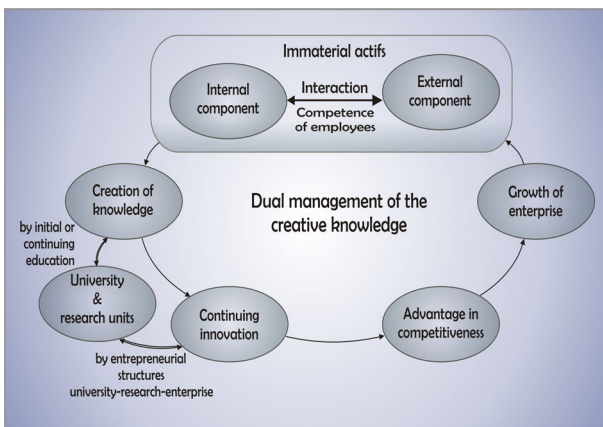 Immaterial actifs
Internal
component
Interaction
Competence
of employees
External
component
Creation of
knowledge
Dual management of the
creative knowledge
Growth of
enterprise
by initial or
continuing
education
University
&
research units
Continuing
innovation
Advantage in
competitiveness
by entrepreneurial
structures
university-research-enterprise